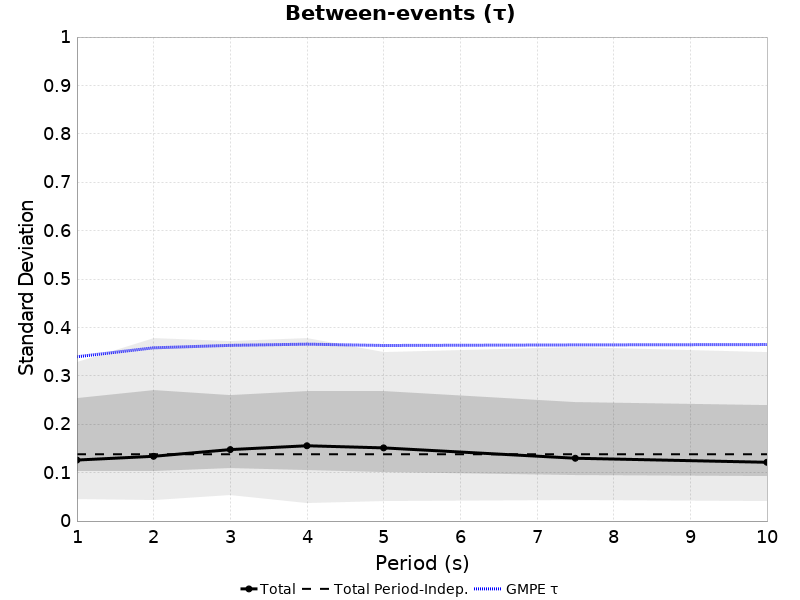 Between-events (τ)
1
0.9
0.8
0.7
0.6
0.5
0.4
0.3
0.2
0.1
0
Standard Deviation
1 2 3 4 5 6 7 8 9 10
Period (s)
Total Total Period-Indep. GMPE τ